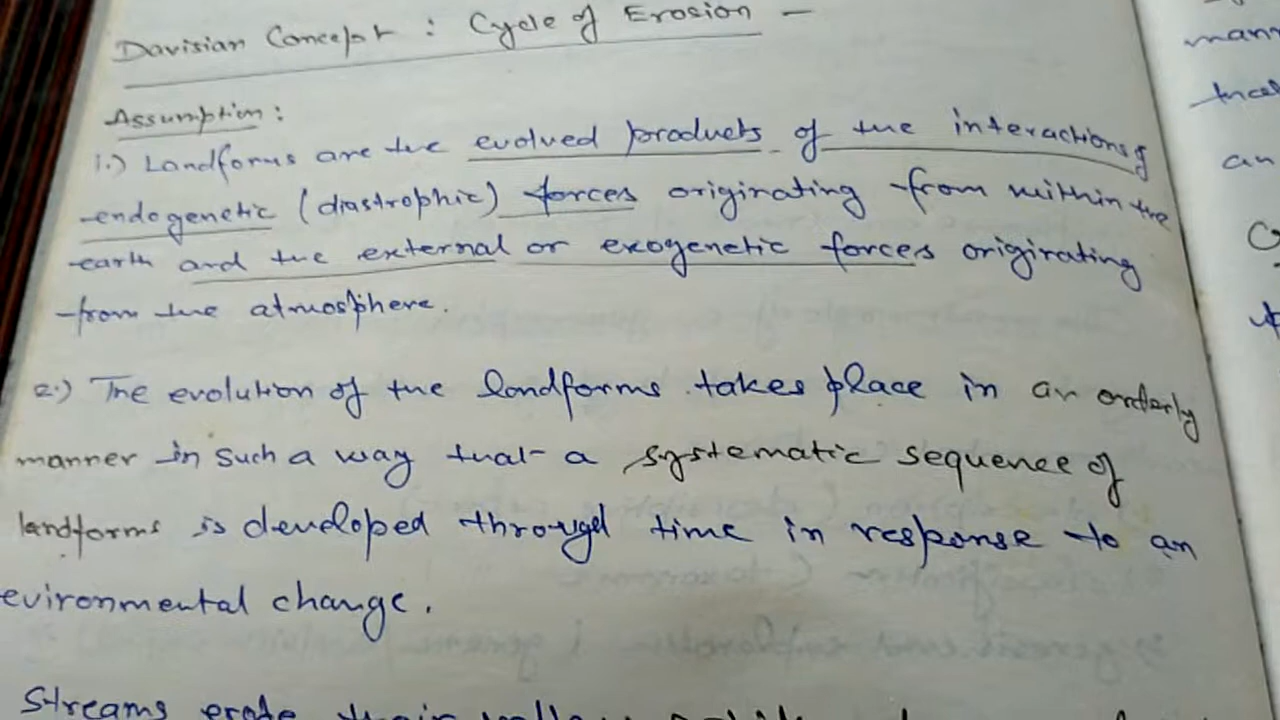 Davisian Concept : Cycle of Erosion —
Assumption :
1.) Landforms are the evolved products of the interactions of
endogenetic (diastrophic) forces originating from within the
earth and the external or exogenetic forces originating
from the atmosphere.
2.) The evolution of the landforms takes place in an orderly
manner in such a way that a systematic sequence of
landforms is developed through time in response to an
evironmental change.
Streams erode their